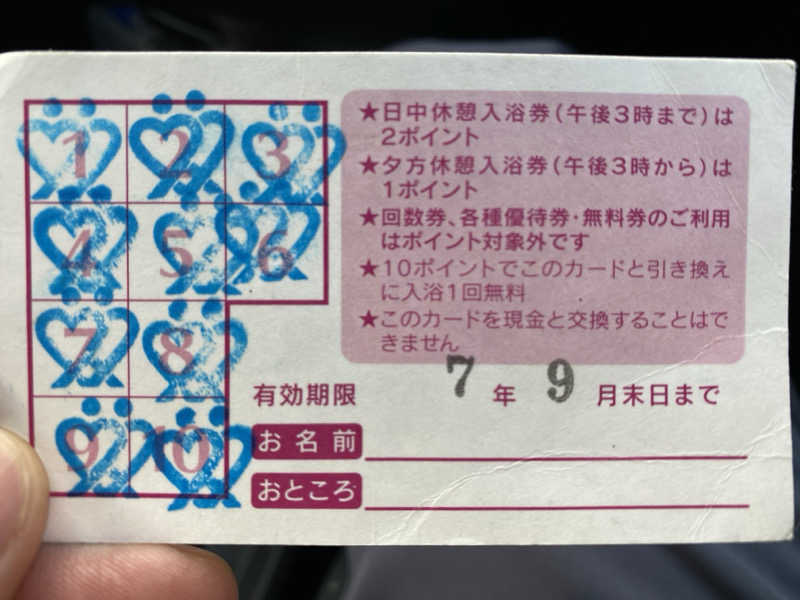 1 2 3
4 5 6
7 8
9 10
★日中休憩入浴券(午後3時まで)は
2ポイント
★夕方休憩入浴券(午後3時から)は
1ポイント
★回数券、各種優待券・無料券のご利用
はポイント対象外です
★10ポイントでこのカードと引き換え
に入浴1回無料
★このカードを現金と交換することはで
きません
有効期限 7年 9月末日まで
お名前
おところ